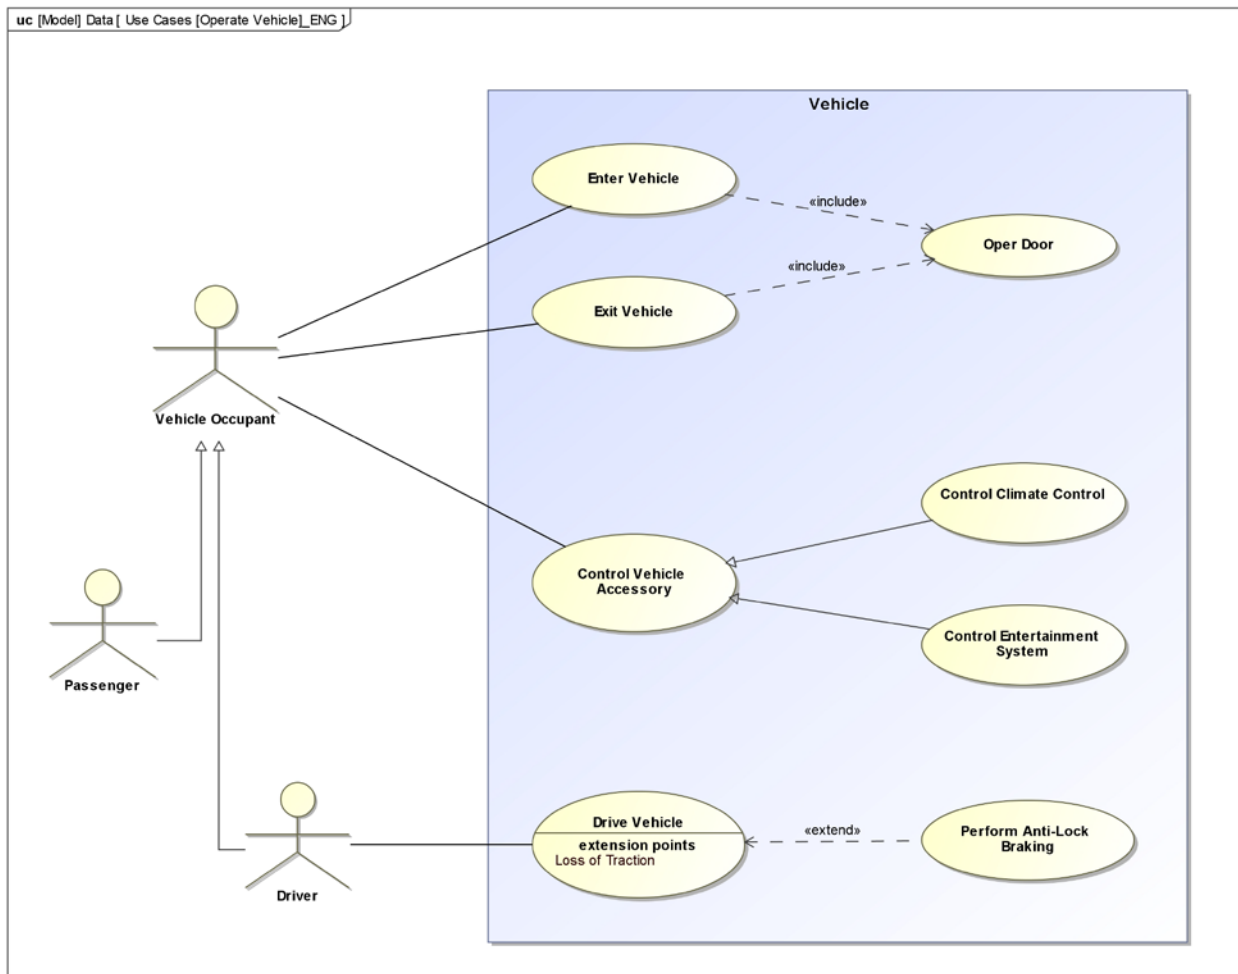 uc [Model] Data [ Use Cases [Operate Vehicle]_ENG ]
Vehicle
Enter Vehicle
«include»
Oper Door
«include»
Exit Vehicle
Vehicle Occupant
Control Climate Control
Control Vehicle
Accessory
Control Entertainment
System
Passenger
Drive Vehicle
extension points
Loss of Traction
«extend»
Perform Anti-Lock
Braking
Driver